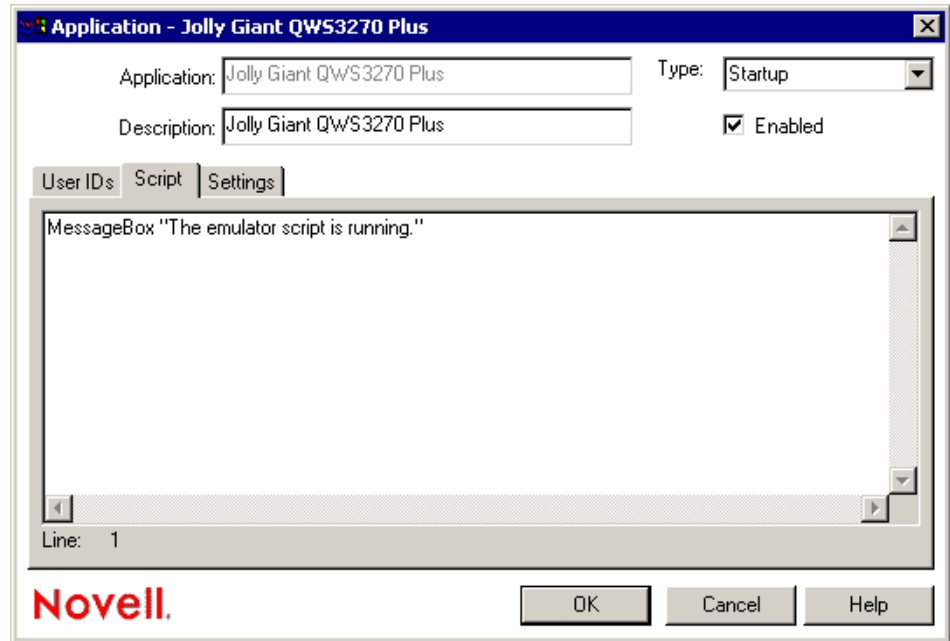 Application - Jolly Giant QWS3270 Plus
Application: Jolly Giant QWS3270 Plus Type: Startup
Description: Jolly Giant QWS3270 Plus Enabled
User IDs Script Settings
MessageBox "The emulator script is running."
Line: 1
Novell. OK Cancel Help